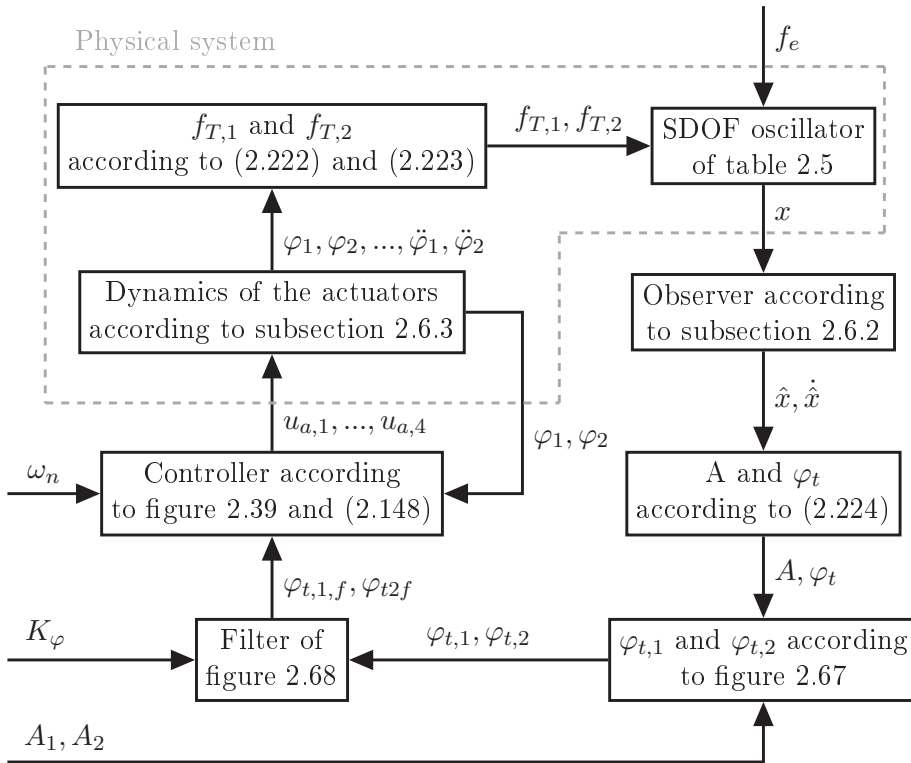 Physical system
f_e
f_{T,1} and f_{T,2}
according to (2.222) and (2.223)
f_{T,1}, f_{T,2}
SDOF oscillator
of table 2.5
x
φ_1, φ_2, ..., φ̈_1, φ̈_2
Dynamics of the actuators
according to subsection 2.6.3
Observer according
to subsection 2.6.2
x̂, x̂̇
u_{a,1}, ..., u_{a,4}
φ_1, φ_2
ω_n
Controller according
to figure 2.39 and (2.148)
A and φ_t
according to (2.224)
φ_{t,1,f}, φ_{t2f}
A, φ_t
K_φ
Filter of
figure 2.68
φ_{t,1}, φ_{t,2}
φ_{t,1} and φ_{t,2} according
to figure 2.67
A_1, A_2